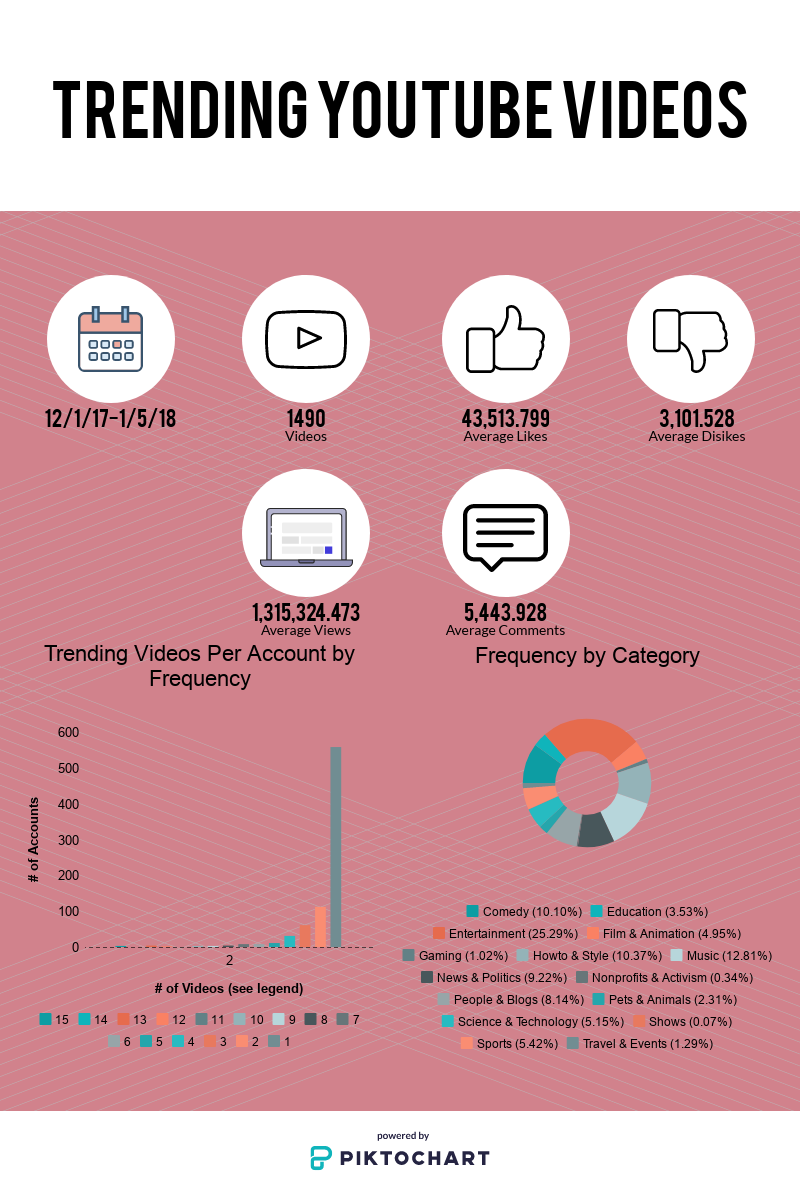 TRENDING YOUTUBE VIDEOS
12/1/17-1/5/18
1490
Videos
43,513.799
Average Likes
3,101.528
Average Disikes
1,315,324.473
Average Views
5,443.928
Average Comments
Trending Videos Per Account by
Frequency
# of Accounts
600
500
400
300
200
100
0
2
# of Videos (see legend)
15 14 13 12 11 10 9 8 7
6 5 4 3 2 1
Frequency by Category
Comedy (10.10%) Education (3.53%)
Entertainment (25.29%) Film & Animation (4.95%)
Gaming (1.02%) Howto & Style (10.37%) Music (12.81%)
News & Politics (9.22%) Nonprofits & Activism (0.34%)
People & Blogs (8.14%) Pets & Animals (2.31%)
Science & Technology (5.15%) Shows (0.07%)
Sports (5.42%) Travel & Events (1.29%)
powered by
PIKTOCHART